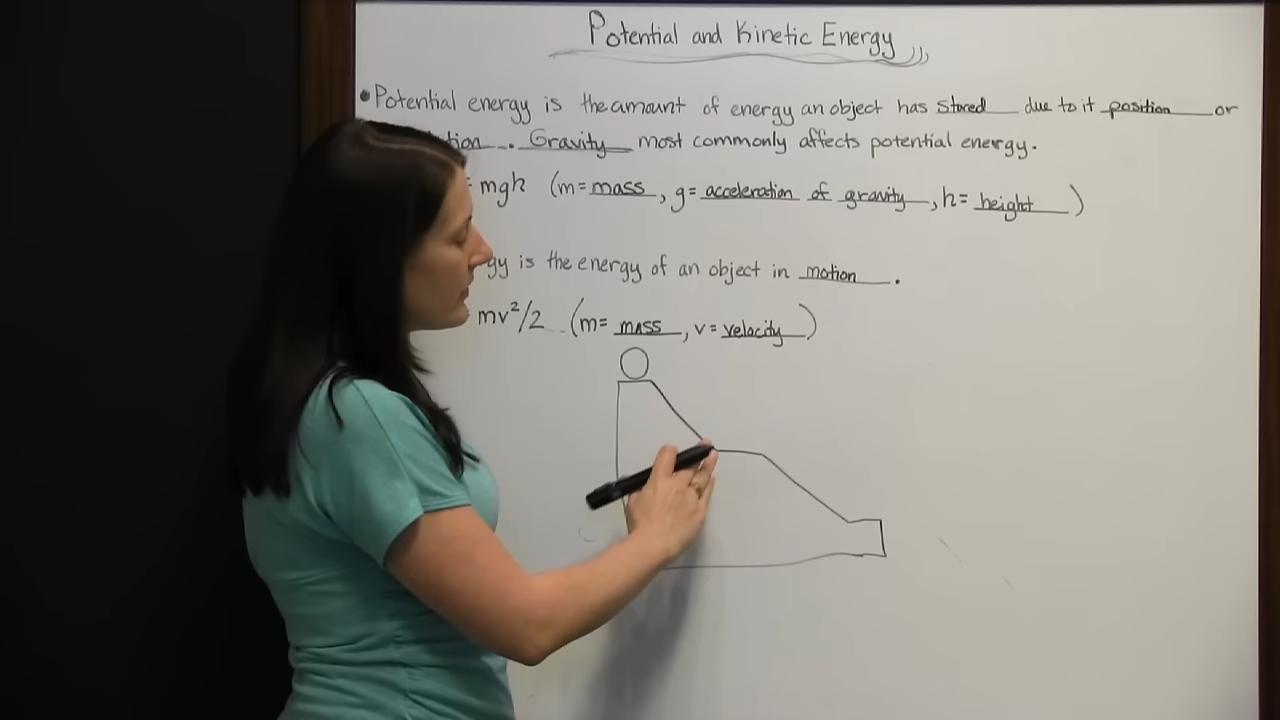 Potential and Kinetic Energy
•Potential energy is the amount of energy an object has stored due to it position or
. Gravity most commonly affects potential energy.
= mgh (m= mass, g= acceleration of gravity, h= height)
is the energy of an object in motion.
mv²/2 (m= mass, v= velocity)